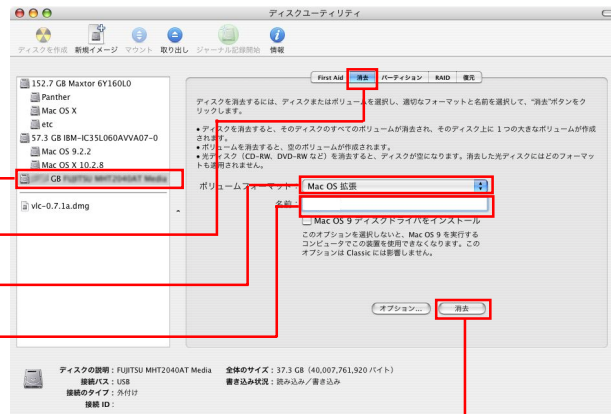 ディスクユーティリティ
ディスクを作成 新規イメージ マウント 取り出し ジャーナル記録開始 情報
152.7 GB Maxtor 6Y160L0
Panther
Mac OS X
etc
57.3 GB IBM-IC35L060AVVA07-0
Mac OS 9.2.2
Mac OS X 10.2.8
GB FUJITSU MHT2040AT Media
vlc-0.7.1a.dmg
First Aid 消去 パーティション RAID 復元
ディスクを消去するには、ディスクまたはボリュームを選択し、適切なフォーマットと名前を選択して、"消去"ボタンをク
リックします。
• ディスクを消去すると、そのディスクのすべてのボリュームが消去され、そのディスク上に 1 つの大きなボリュームが作成
されます。
• ボリュームを消去すると、空のボリュームが作成されます。
• 光ディスク（CD-RW、DVD-RW など）を消去すると、ディスクが空になります。消去した光ディスクにはどのフォーマッ
トも適用されません。
ボリュームフォーマット： Mac OS 拡張
名前：
Mac OS 9 ディスクドライバをインストール
このオプションを選択しないと、Mac OS 9 を実行する
コンピュータでこの装置を使用できなくなります。この
オプションは Classic には影響しません。
オプション... 消去
ディスクの説明：FUJITSU MHT2040AT Media 全体のサイズ：37.3 GB（40,007,761,920 バイト）
接続バス：USB 書き込み状況：読み込み／書き込み
接続のタイプ：外付け
接続 ID：